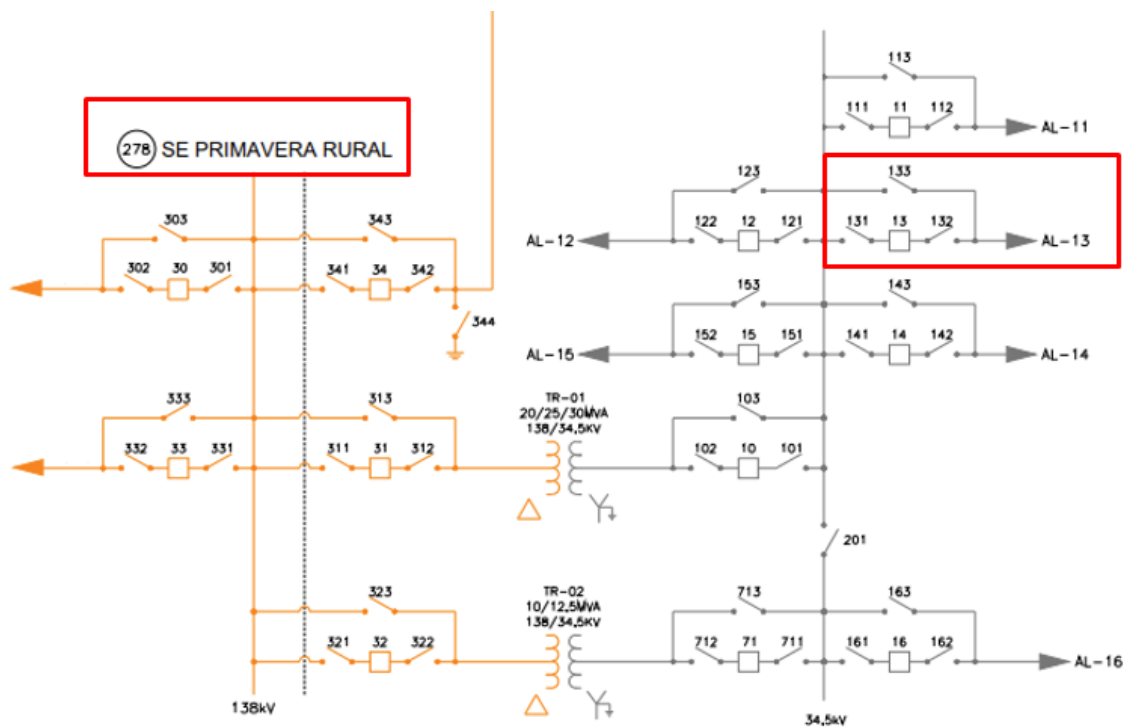 278 SE PRIMAVERA RURAL
113
111 11 112
AL-11
123
133
AL-12
122 12 121
131 13 132
AL-13
303
343
302 30 301
341 34 342
344
153
143
AL-15
152 15 151
141 14 142
AL-14
333
313
332 33 331
311 31 312
TR-01
20/25/30MVA
138/34,5KV
103
102 10 101
201
323
321 32 322
TR-02
10/12,5MVA
138/34,5KV
713
163
712 71 711
161 16 162
AL-16
138kV
34,5kV